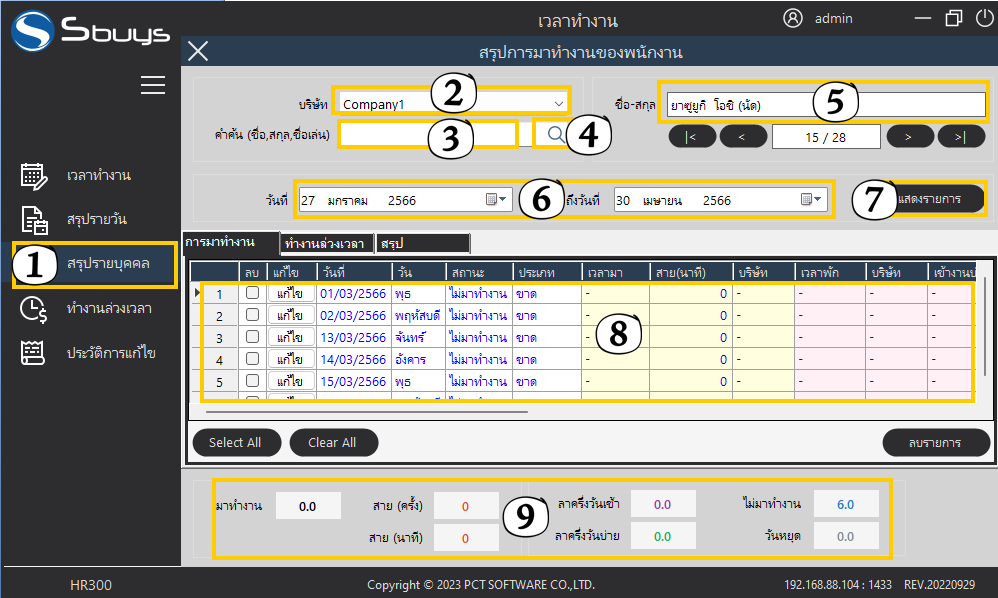 Sbuys
เวลาทำงาน
admin
สรุปการมาทำงานของพนักงาน
บริษัท Company1 2
ชื่อ-สกุล ยาซูยูกิ โอชิ (นัด) 5
คำค้น (ชื่อ,สกุล,ชื่อเล่น) 3 4
|< < 15 / 28 > >|
วันที่ 27 มกราคม 2566 6 ถึงวันที่ 30 เมษายน 2566
7 แสดงรายการ
เวลาทำงาน
สรุปรายวัน
1 สรุปรายบุคคล
ทำงานล่วงเวลา
ประวัติการแก้ไข
การมาทำงาน ทำงานล่วงเวลา สรุป
ลบ แก้ไข วันที่ วัน สถานะ ประเภท เวลามา สาย(นาที) บริษัท เวลาพัก บริษัท เข้างานบ
1 แก้ไข 01/03/2566 พุธ ไม่มาทำงาน ขาด - 0 - - - -
2 แก้ไข 02/03/2566 พฤหัสบดี ไม่มาทำงาน ขาด - 0 - - - -
3 แก้ไข 13/03/2566 จันทร์ ไม่มาทำงาน ขาด - 0 - - - -
4 แก้ไข 14/03/2566 อังคาร ไม่มาทำงาน ขาด - 0 - - - -
5 แก้ไข 15/03/2566 พุธ ไม่มาทำงาน ขาด - 0 - - - -
8
Select All Clear All ลบรายการ
มาทำงาน 0.0 สาย (ครั้ง) 0 ลาครึ่งวันเช้า 0.0 ไม่มาทำงาน 6.0
9
สาย (นาที) 0 ลาครึ่งวันบ่าย 0.0 วันหยุด 0.0
HR300 Copyright © 2023 PCT SOFTWARE CO.,LTD. 192.168.88.104 : 1433 REV.20220929